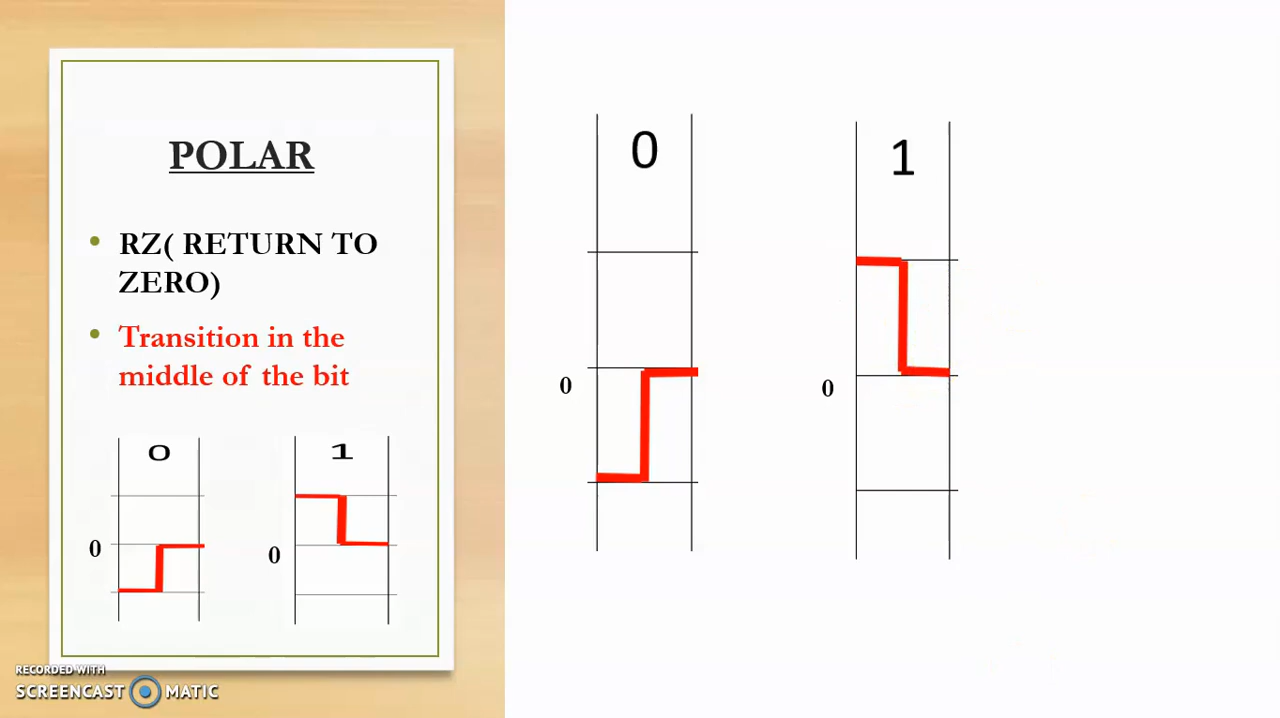 POLAR
RZ( RETURN TO
ZERO)
Transition in the
middle of the bit
0
1
0
0
0
1
0
0
RECORDED WITH
SCREENCAST MATIC